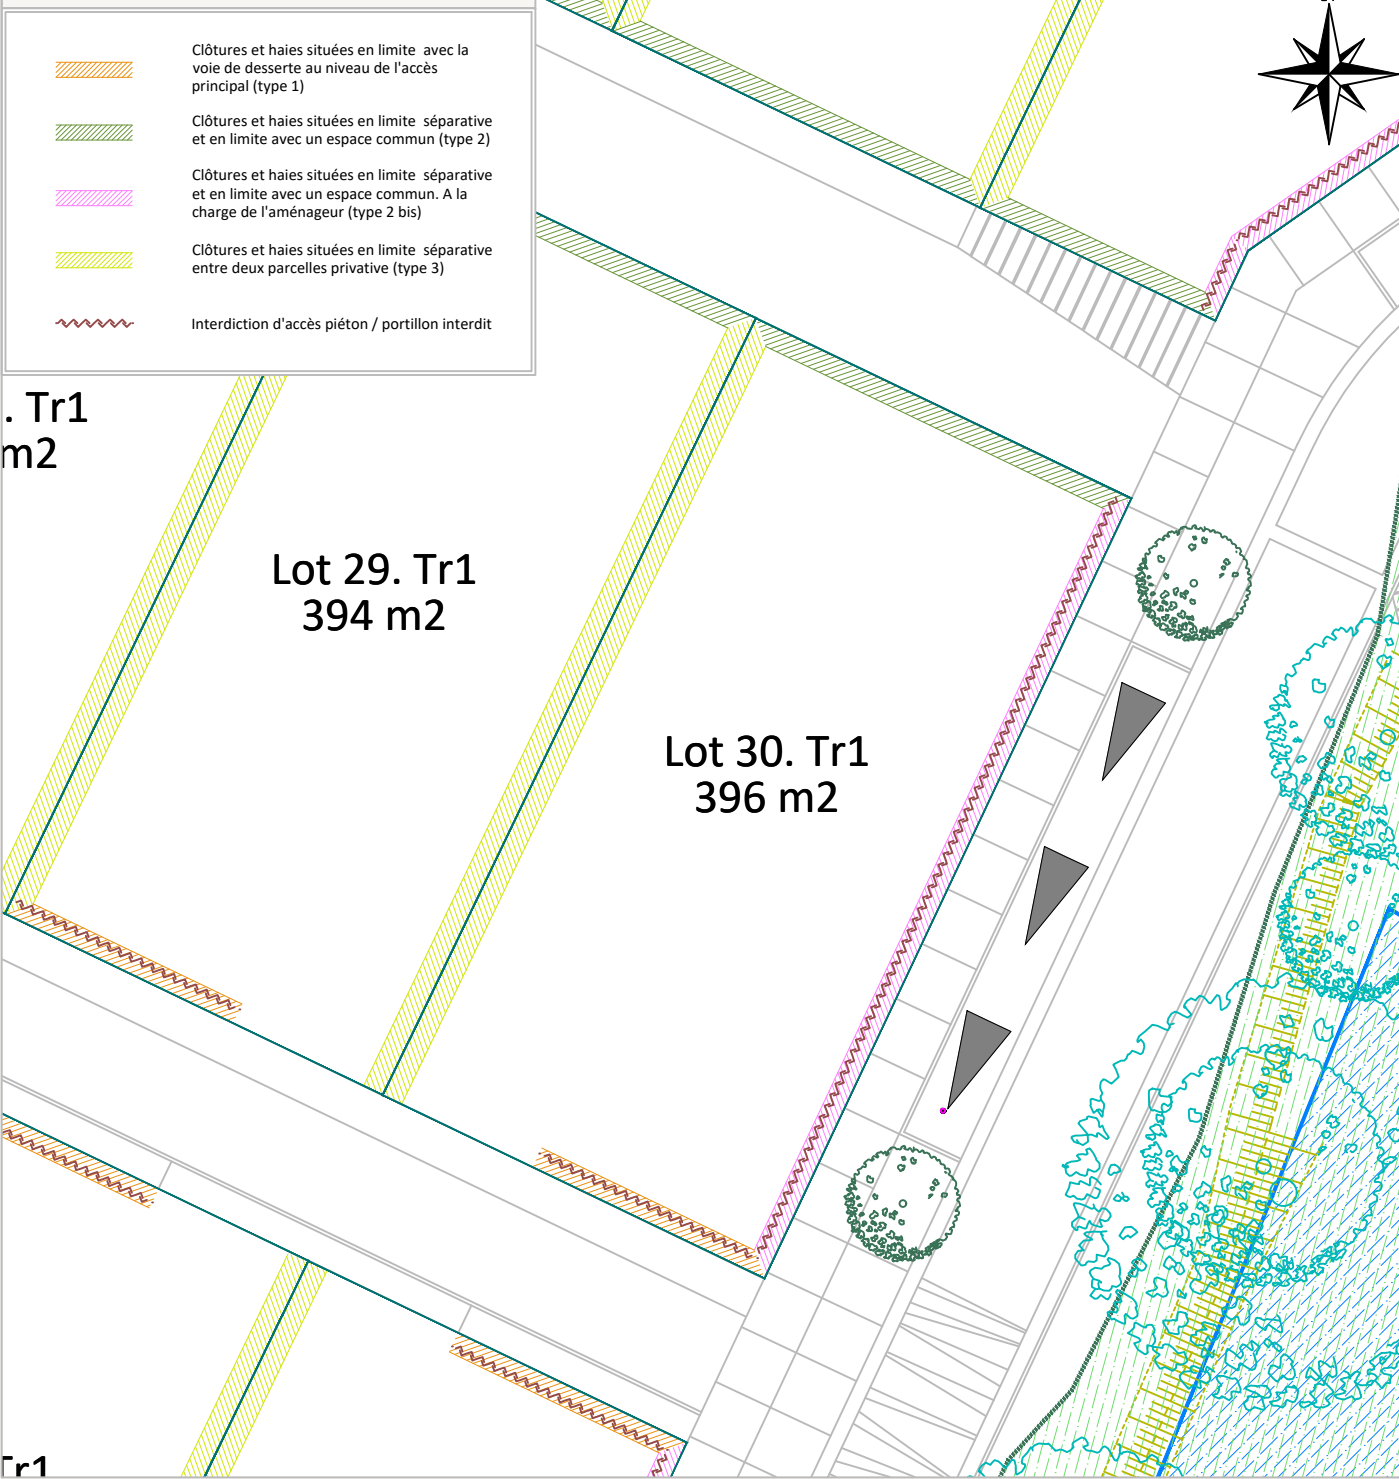 Clôtures et haies situées en limite avec la
voie de desserte au niveau de l'accès
principal (type 1)
Clôtures et haies situées en limite séparative
et en limite avec un espace commun (type 2)
Clôtures et haies situées en limite séparative
et en limite avec un espace commun. A la
charge de l'aménageur (type 2 bis)
Clôtures et haies situées en limite séparative
entre deux parcelles privative (type 3)
Interdiction d'accès piéton / portillon interdit
. Tr1
m2
Lot 29. Tr1
394 m2
Lot 30. Tr1
396 m2
Tr1